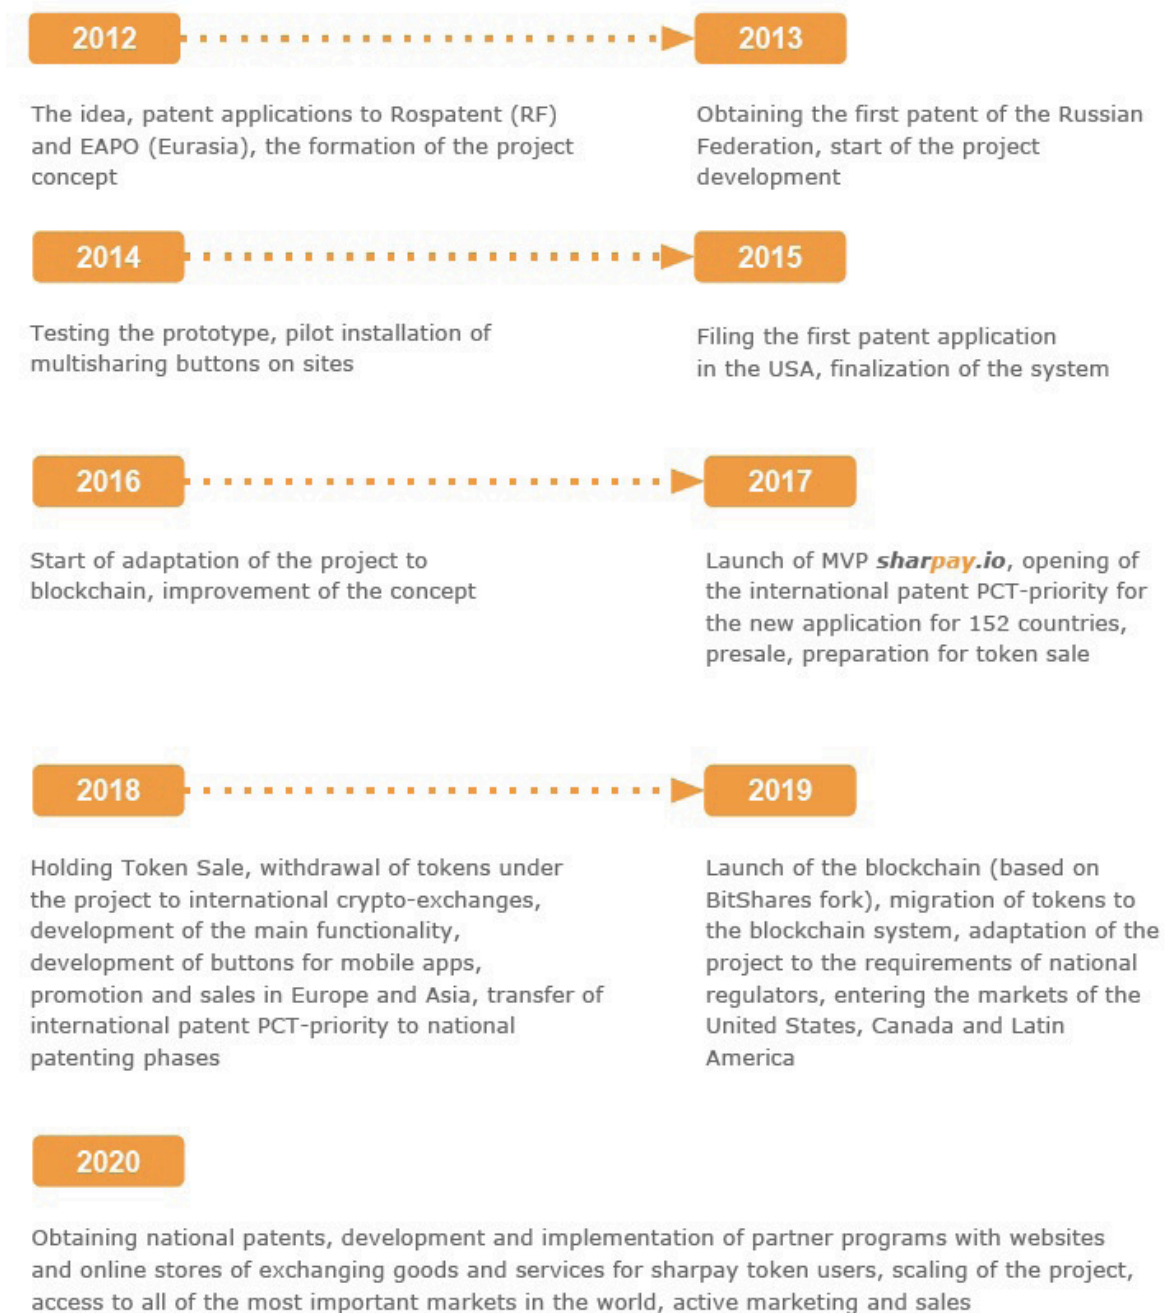 2012
2013
The idea, patent applications to Rospatent (RF)
and EAPO (Eurasia), the formation of the project
concept
Obtaining the first patent of the Russian
Federation, start of the project
development
2014
2015
Testing the prototype, pilot installation of
multisharing buttons on sites
Filing the first patent application
in the USA, finalization of the system
2016
2017
Start of adaptation of the project to
blockchain, improvement of the concept
Launch of MVP sharpay.io, opening of
the international patent PCT-priority for
the new application for 152 countries,
presale, preparation for token sale
2018
2019
Holding Token Sale, withdrawal of tokens under
the project to international crypto-exchanges,
development of the main functionality,
development of buttons for mobile apps,
promotion and sales in Europe and Asia, transfer of
international patent PCT-priority to national
patenting phases
Launch of the blockchain (based on
BitShares fork), migration of tokens to
the blockchain system, adaptation of the
project to the requirements of national
regulators, entering the markets of the
United States, Canada and Latin
America
2020
Obtaining national patents, development and implementation of partner programs with websites
and online stores of exchanging goods and services for sharpay token users, scaling of the project,
access to all of the most important markets in the world, active marketing and sales